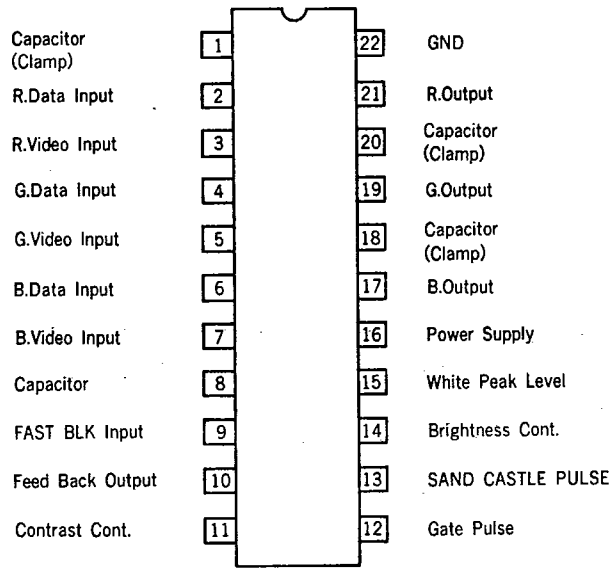 Capacitor
(Clamp)
1
22
GND
R.Data Input
2
21
R.Output
R.Video Input
3
20
Capacitor
(Clamp)
G.Data Input
4
19
G.Output
G.Video Input
5
18
Capacitor
(Clamp)
B.Data Input
6
17
B.Output
B.Video Input
7
16
Power Supply
Capacitor
8
15
White Peak Level
FAST BLK Input
9
14
Brightness Cont.
Feed Back Output
10
13
SAND CASTLE PULSE
Contrast Cont.
11
12
Gate Pulse